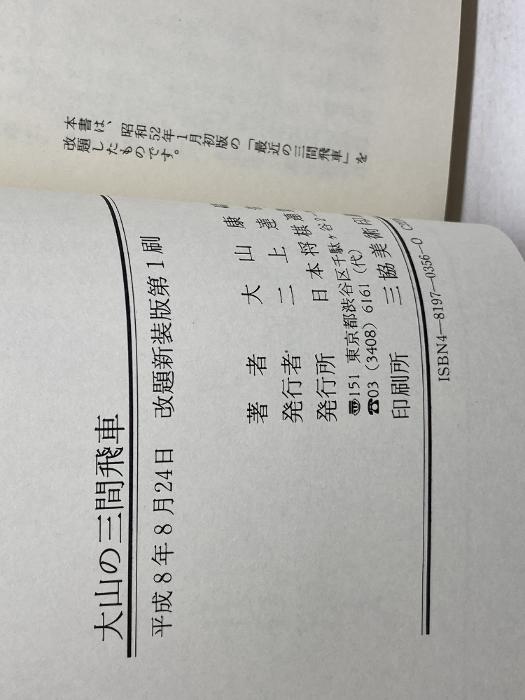 本書は、昭和52年1月初版の「最近の三間飛車」を
改題したものです。
大山の三間飛車
平成8年8月24日 改題新装版第1刷
著者 大山康
発行者 二上達
発行所 日本将棋連
〒151 東京都渋谷区千駄ヶ谷2
☎03 (3408) 6161 (代)
印刷所 三協美術印
ISBN4-8197-0356-0